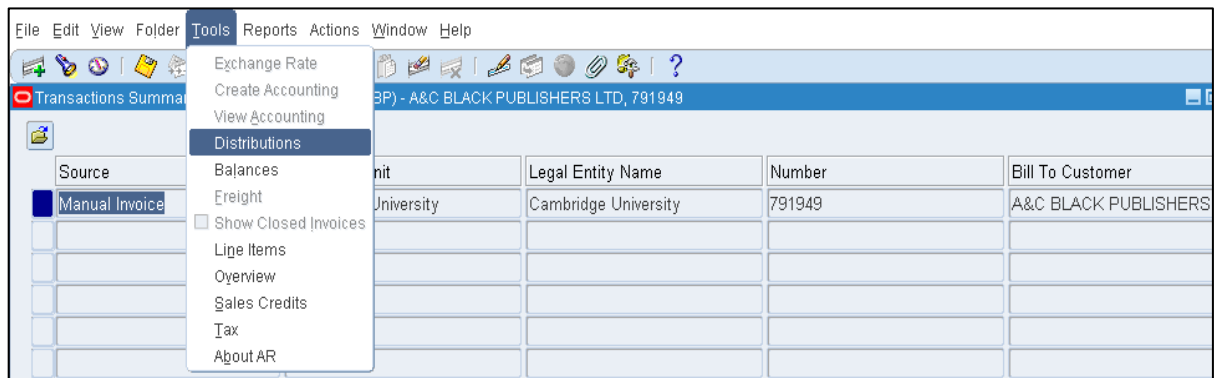 File Edit View Folder Tools Reports Actions Window Help
Exchange Rate
Create Accounting
View Accounting
Distributions
Balances
Freight
Show Closed Invoices
Line Items
Overview
Sales Credits
Tax
About AR
?
Transactions Summa BP) - A&C BLACK PUBLISHERS LTD, 791949
Source nit Legal Entity Name Number Bill To Customer
Manual Invoice University Cambridge University 791949 A&C BLACK PUBLISHERS